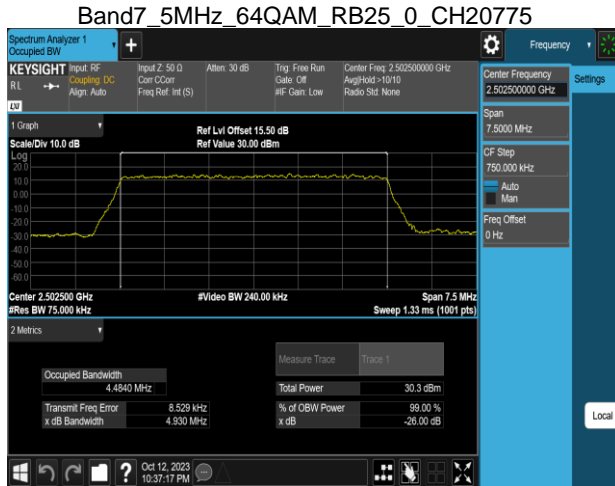 Band7_5MHz_64QAM_RB25_0_CH20775
Spectrum Analyzer 1
Occupied BW
+
Frequency
KEYSIGHT
RL
Input: RF
Coupling: DC
Align: Auto
Input Z: 50 Ω
Corr CCorr
Freq Ref: Int (S)
Atten: 30 dB
Trig: Free Run
Gate: Off
#IF Gain: Low
Center Freq: 2.502500000 GHz
Avg|Hold:>10/10
Radio Std: None
Center Frequency
2.502500000 GHz
Settings
Span
7.5000 MHz
CF Step
750.000 kHz
Auto
Man
Freq Offset
0 Hz
Local
1 Graph
Scale/Div 10.0 dB
Ref Lvl Offset 15.50 dB
Ref Value 30.00 dBm
Log
20.0
10.0
0.00
-10.0
-20.0
-30.0
-40.0
-50.0
-60.0
Center 2.502500 GHz
#Video BW 240.00 kHz
Span 7.5 MHz
#Res BW 75.000 kHz
Sweep 1.33 ms (1001 pts)
2 Metrics
Measure Trace
Trace 1
Occupied Bandwidth
4.4840 MHz
Total Power
30.3 dBm
Transmit Freq Error
8.529 kHz
% of OBW Power
99.00 %
x dB Bandwidth
4.930 MHz
x dB
-26.00 dB
?
Oct 12, 2023
10:37:17 PM